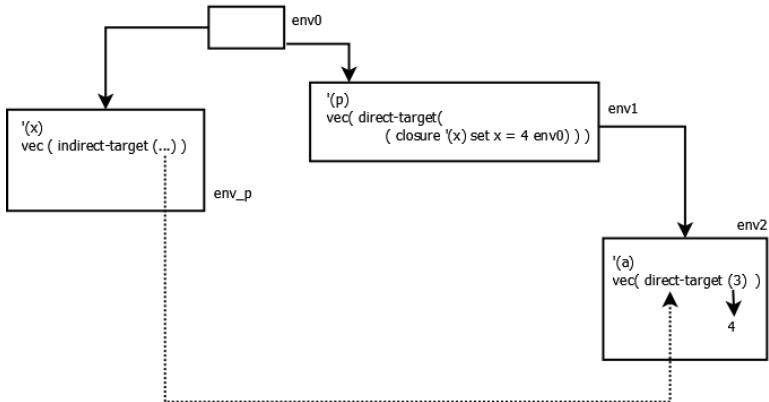 env0
'(p)
vec( direct-target(
( closure '(x) set x = 4 env0) ) )
env1
'(x)
vec ( indirect-target (...) )
env_p
env2
'(a)
vec( direct-target (3) )
4